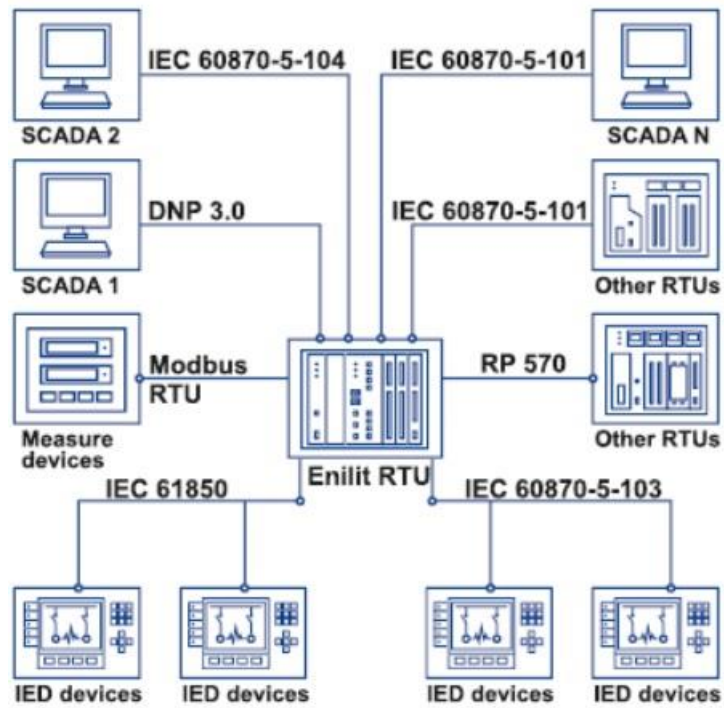 IEC 60870-5-104
IEC 60870-5-101
SCADA 2
SCADA N
DNP 3.0
IEC 60870-5-101
SCADA 1
Other RTUs
Modbus
RTU
RP 570
Measure
devices
Other RTUs
Enilit RTU
IEC 61850
IEC 60870-5-103
IED devices
IED devices
IED devices
IED devices